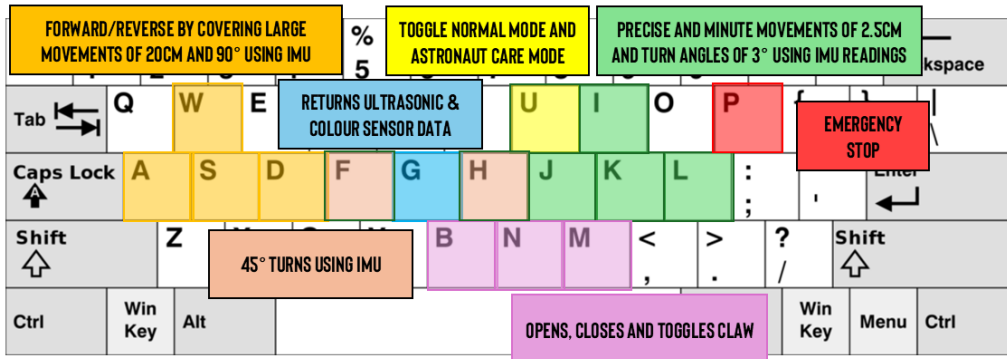 FORWARD/REVERSE BY COVERING LARGE
MOVEMENTS OF 20CM AND 90° USING IMU
%
5
TOGGLE NORMAL MODE AND
ASTRONAUT CARE MODE
PRECISE AND MINUTE MOVEMENTS OF 2.5CM
AND TURN ANGLES OF 3° USING IMU READINGS
kspace
Tab
Q W E
RETURNS ULTRASONIC &
COLOUR SENSOR DATA
U I O P { } |
\
EMERGENCY
STOP
Caps Lock
A
A S D F G H J K L :
; '
Enter
Shift
Z
45° TURNS USING IMU
B N M < > ?
, . /
Shift
Ctrl
Win
Key
Alt
OPENS, CLOSES AND TOGGLES CLAW
Win
Key
Menu
Ctrl